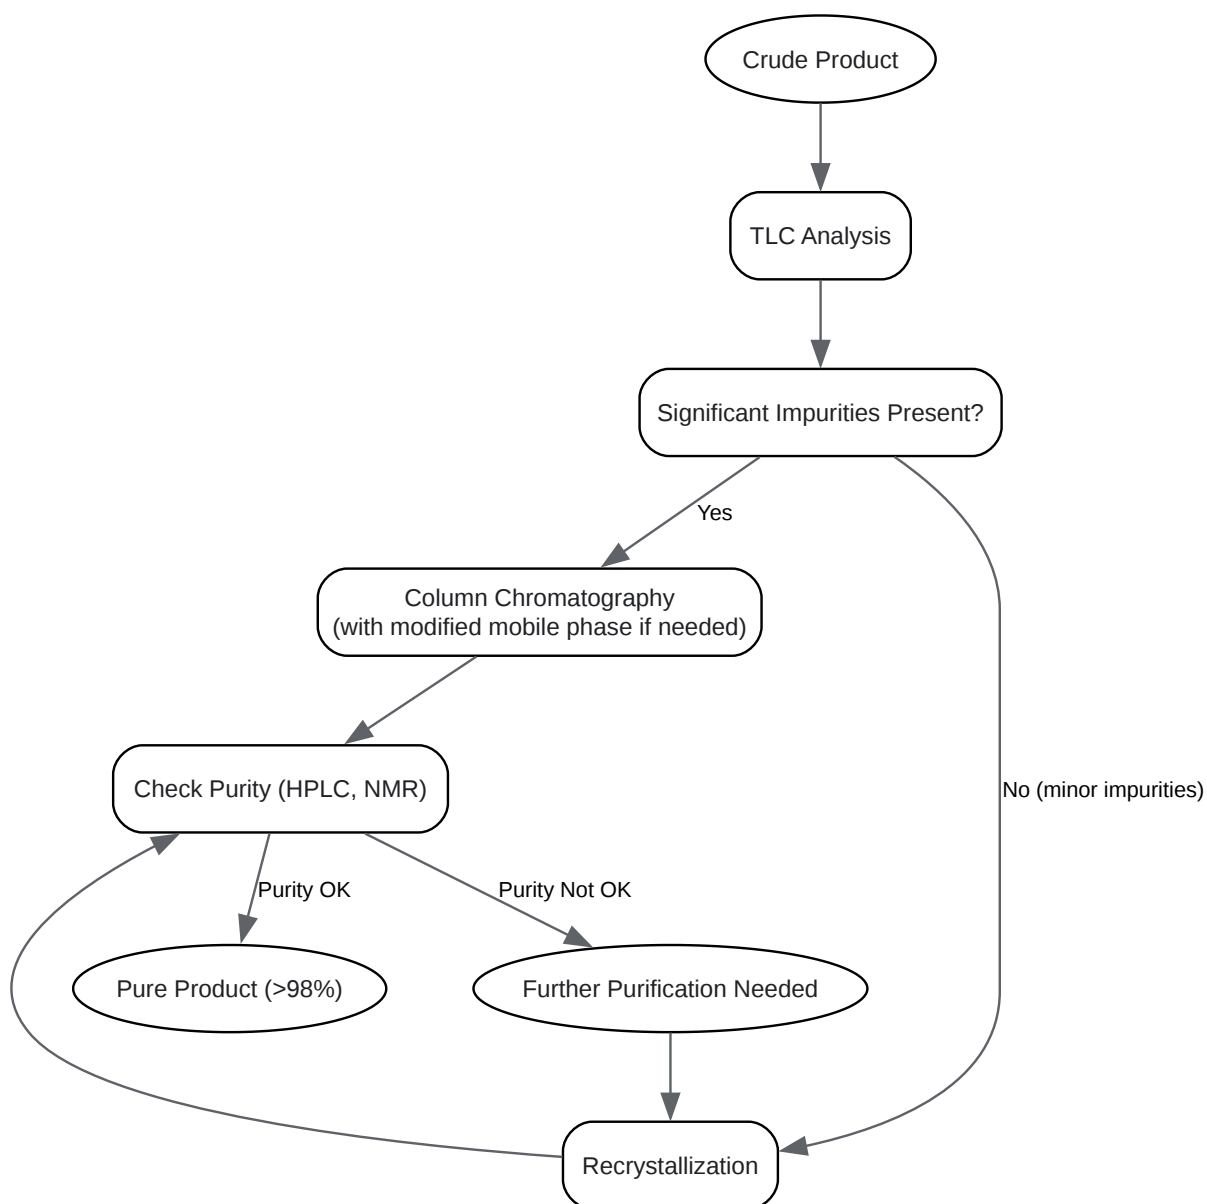 Crude Product
TLC Analysis
Significant Impurities Present?
Yes
Column Chromatography
(with modified mobile phase if needed)
Check Purity (HPLC, NMR)
No (minor impurities)
Purity OK
Purity Not OK
Pure Product (>98%)
Further Purification Needed
Recrystallization